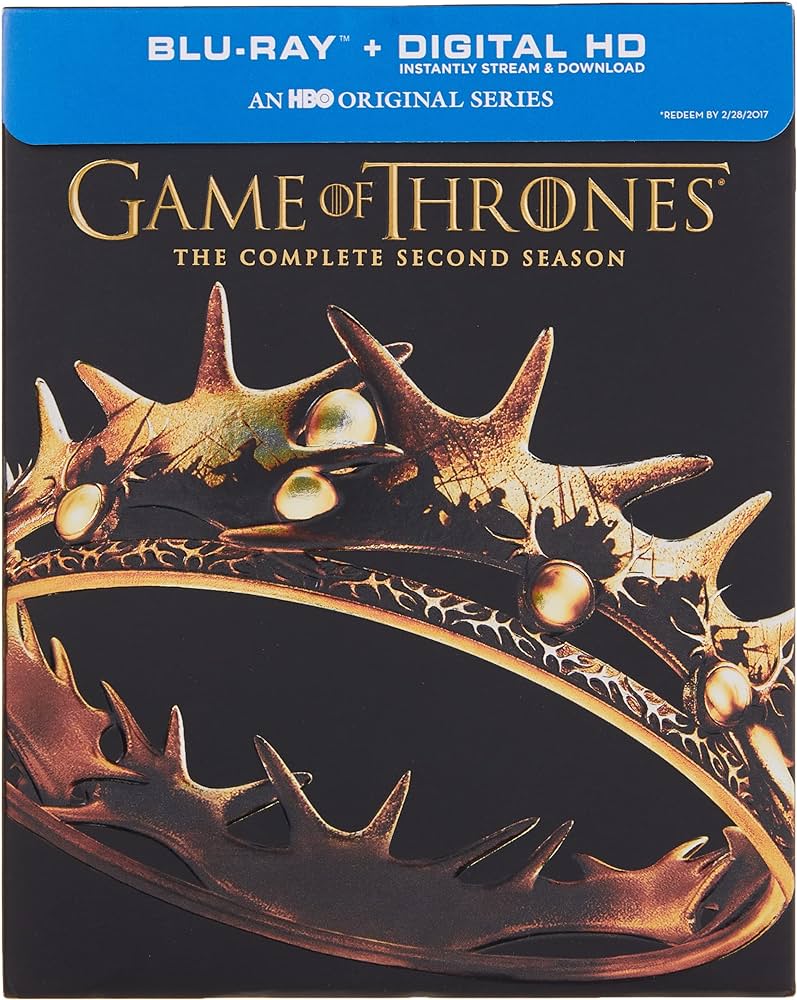 BLU-RAY™ + DIGITAL HD
INSTANTLY STREAM & DOWNLOAD
AN HBO ORIGINAL SERIES
*REDEEM BY 2/28/2017
GAME OF THRONES®
THE COMPLETE SECOND SEASON